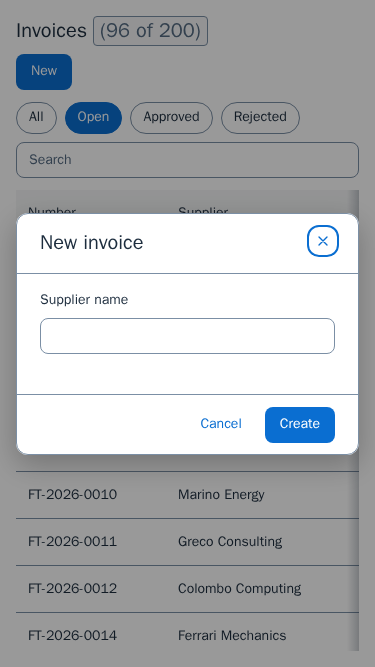 Invoices (96 of 200)
New
All Open Approved Rejected
Search
Number Supplier
New invoice
Supplier name
Cancel Create
FT-2026-0010 Marino Energy
FT-2026-0011 Greco Consulting
FT-2026-0012 Colombo Computing
FT-2026-0014 Ferrari Mechanics